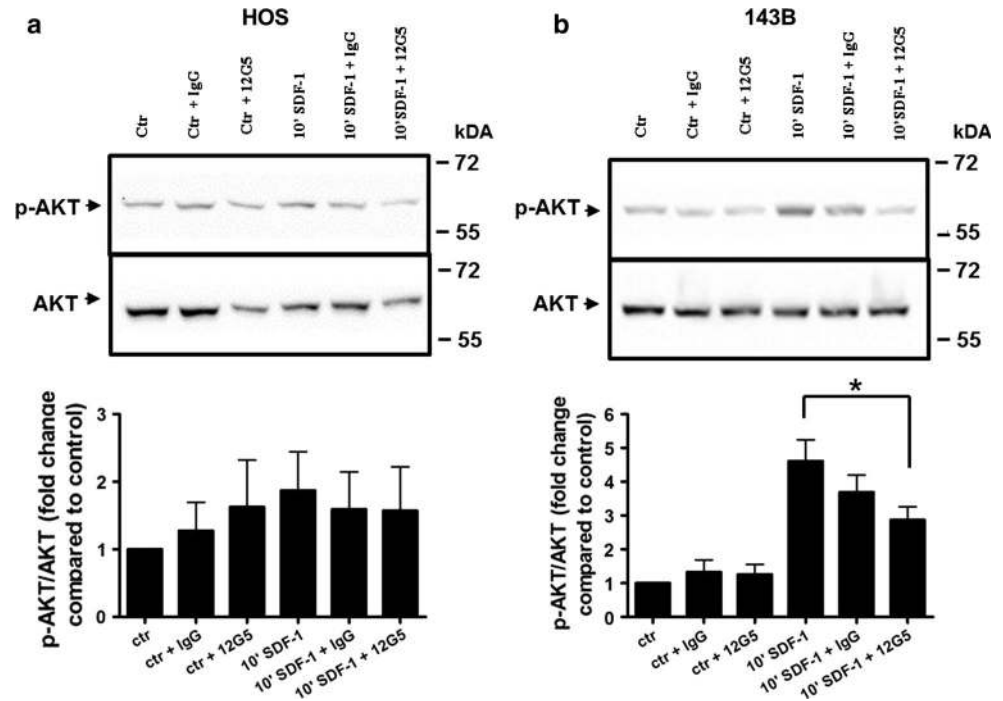 a
HOS
Ctr
Ctr + IgG
Ctr + 12G5
10' SDF-1
10' SDF-1 + IgG
10'SDF-1 + 12G5
kDA
p-AKT
72
55
AKT
72
55
p-AKT/AKT (fold change
compared to control)
3
2
1
0
ctr
ctr + IgG
ctr + 12G5
10' SDF-1
10' SDF-1 + IgG
10' SDF-1 + 12G5
b
143B
Ctr
Ctr + IgG
Ctr + 12G5
10' SDF-1
10' SDF-1 + IgG
10'SDF-1 + 12G5
kDA
p-AKT
72
55
AKT
72
55
p-AKT/AKT (fold change
compared to control)
6
5
4
3
2
1
0
*
ctr
ctr + IgG
ctr + 12G5
10' SDF-1
10' SDF-1 + IgG
10' SDF-1 + 12G5